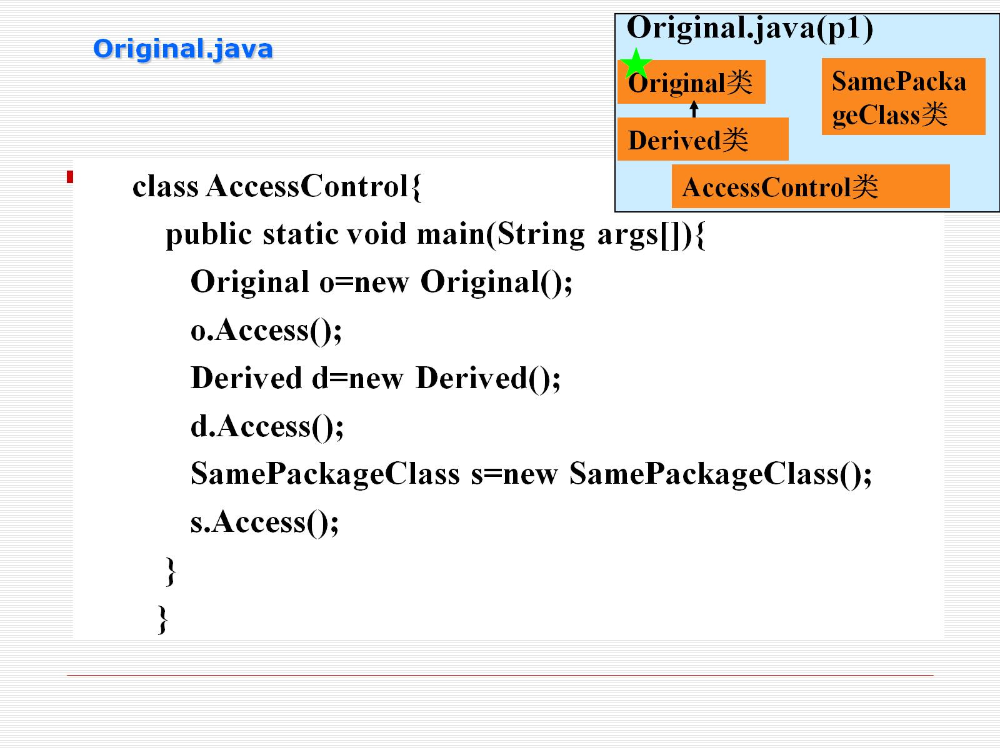 Original.java
Original.java(p1)
Original类
SamePacka
geClass类
Derived类
AccessControl类
class AccessControl{
public static void main(String args[]){
Original o=new Original();
o.Access();
Derived d=new Derived();
d.Access();
SamePackageClass s=new SamePackageClass();
s.Access();
}
}